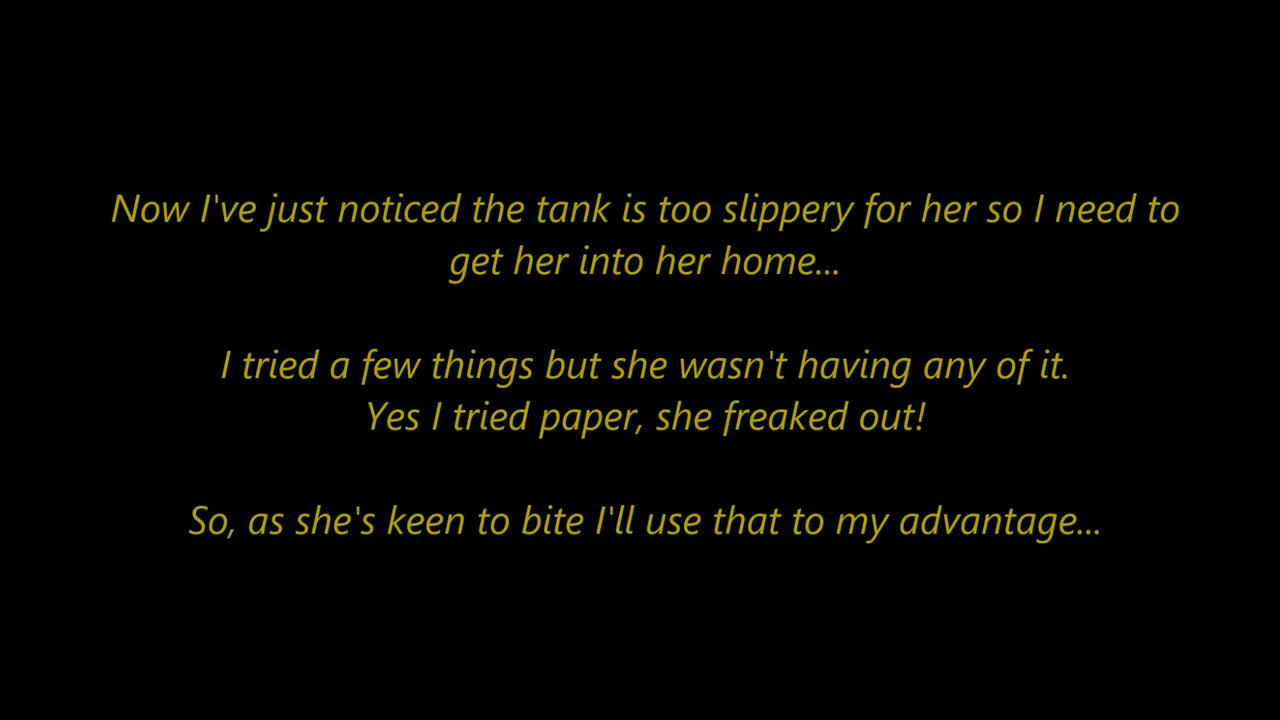 Now I've just noticed the tank is too slippery for her so I need to
get her into her home...
I tried a few things but she wasn't having any of it.
Yes I tried paper, she freaked out!
So, as she's keen to bite I'll use that to my advantage...